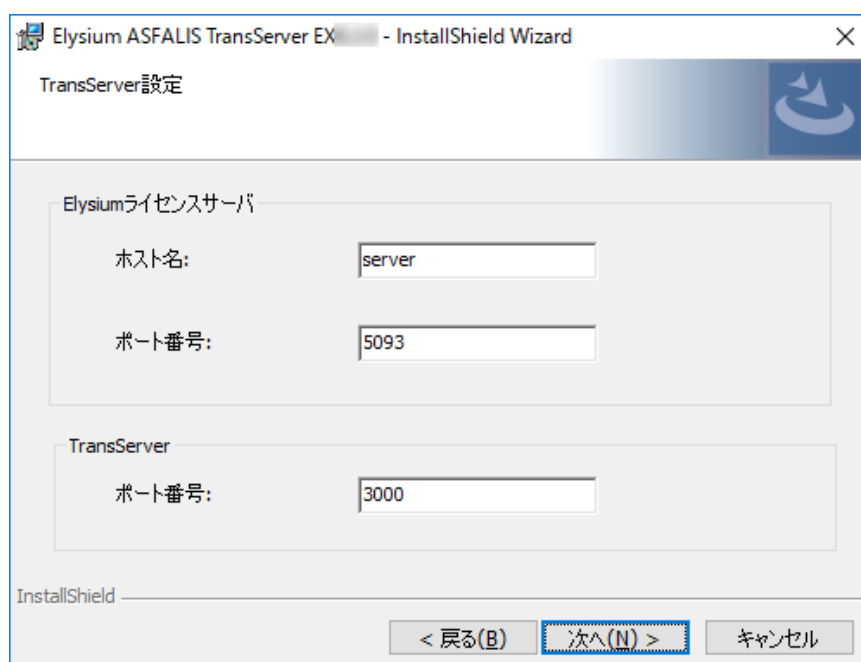 Elysium ASFALIS TransServer EX - InstallShield Wizard
TransServer設定
Elysiumライセンスサーバ
ホスト名: server
ポート番号: 5093
TransServer
ポート番号: 3000
InstallShield
< 戻る(B) 次へ(N) > キャンセル